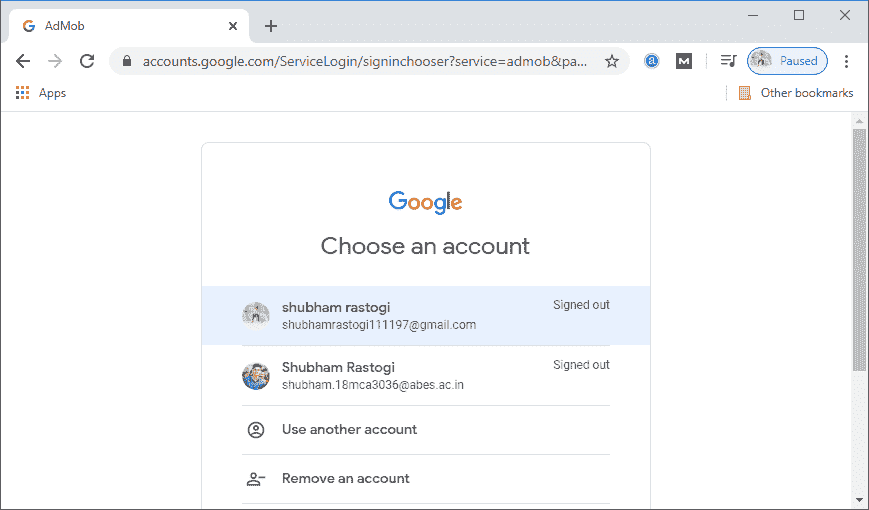 AdMob
accounts.google.com/ServiceLogin/signinchooser?service=admob&pa...
a
M
Paused
Apps
Other bookmarks
Google
Choose an account
shubham rastogi
Signed out
shubhamrastogi111197@gmail.com
Shubham Rastogi
Signed out
shubham.18mca3036@abes.ac.in
Use another account
Remove an account